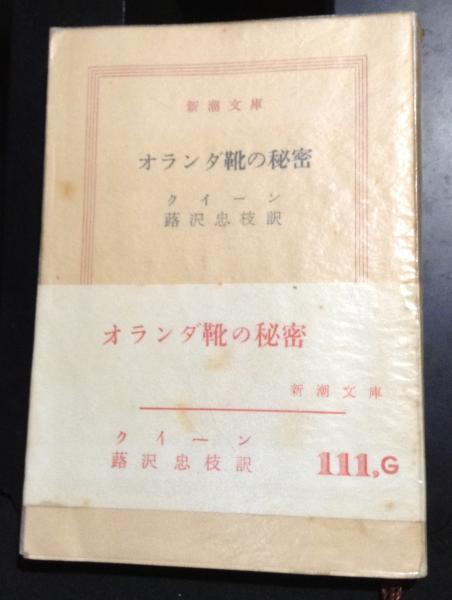 新潮文庫
オランダ靴の秘密
クイーン
蕗沢忠枝訳
オランダ靴の秘密
新潮文庫
クイーン
蕗沢忠枝訳
111,G